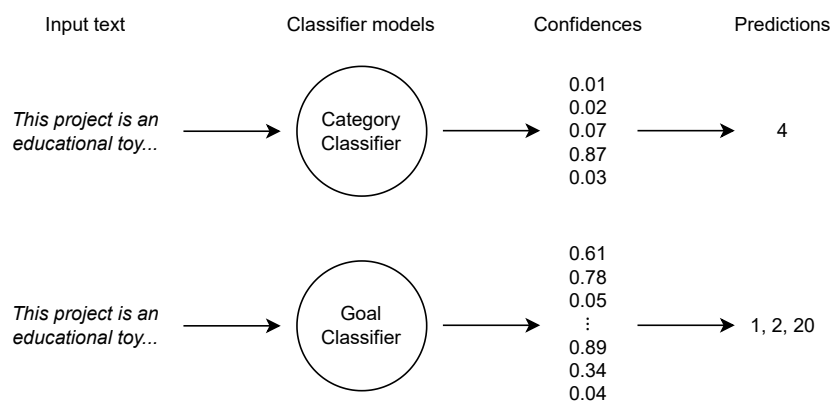 Input text
Classifier models
Confidences
Predictions
This project is an
educational toy...
Category
Classifier
0.01
0.02
0.07
0.87
0.03
4
This project is an
educational toy...
Goal
Classifier
0.61
0.78
0.05
⋮
0.89
0.34
0.04
1, 2, 20